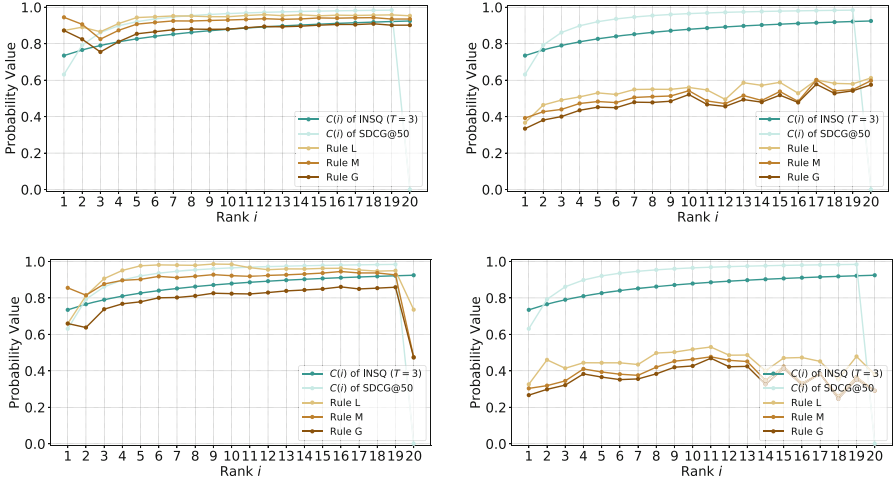 1.0
0.8
0.6
0.4
0.2
0.0
Probability Value
C(i) of INSQ (T = 3)
C(i) of SDCG@50
Rule L
Rule M
Rule G
1 2 3 4 5 6 7 8 9 10 11 12 13 14 15 16 17 18 19 20
Rank i
1.0
0.8
0.6
0.4
0.2
0.0
Probability Value
C(i) of INSQ (T = 3)
C(i) of SDCG@50
Rule L
Rule M
Rule G
1 2 3 4 5 6 7 8 9 10 11 12 13 14 15 16 17 18 19 20
Rank i
1.0
0.8
0.6
0.4
0.2
0.0
Probability Value
C(i) of INSQ (T = 3)
C(i) of SDCG@50
Rule L
Rule M
Rule G
1 2 3 4 5 6 7 8 9 10 11 12 13 14 15 16 17 18 19 20
Rank i
1.0
0.8
0.6
0.4
0.2
0.0
Probability Value
C(i) of INSQ (T = 3)
C(i) of SDCG@50
Rule L
Rule M
Rule G
1 2 3 4 5 6 7 8 9 10 11 12 13 14 15 16 17 18 19 20
Rank i